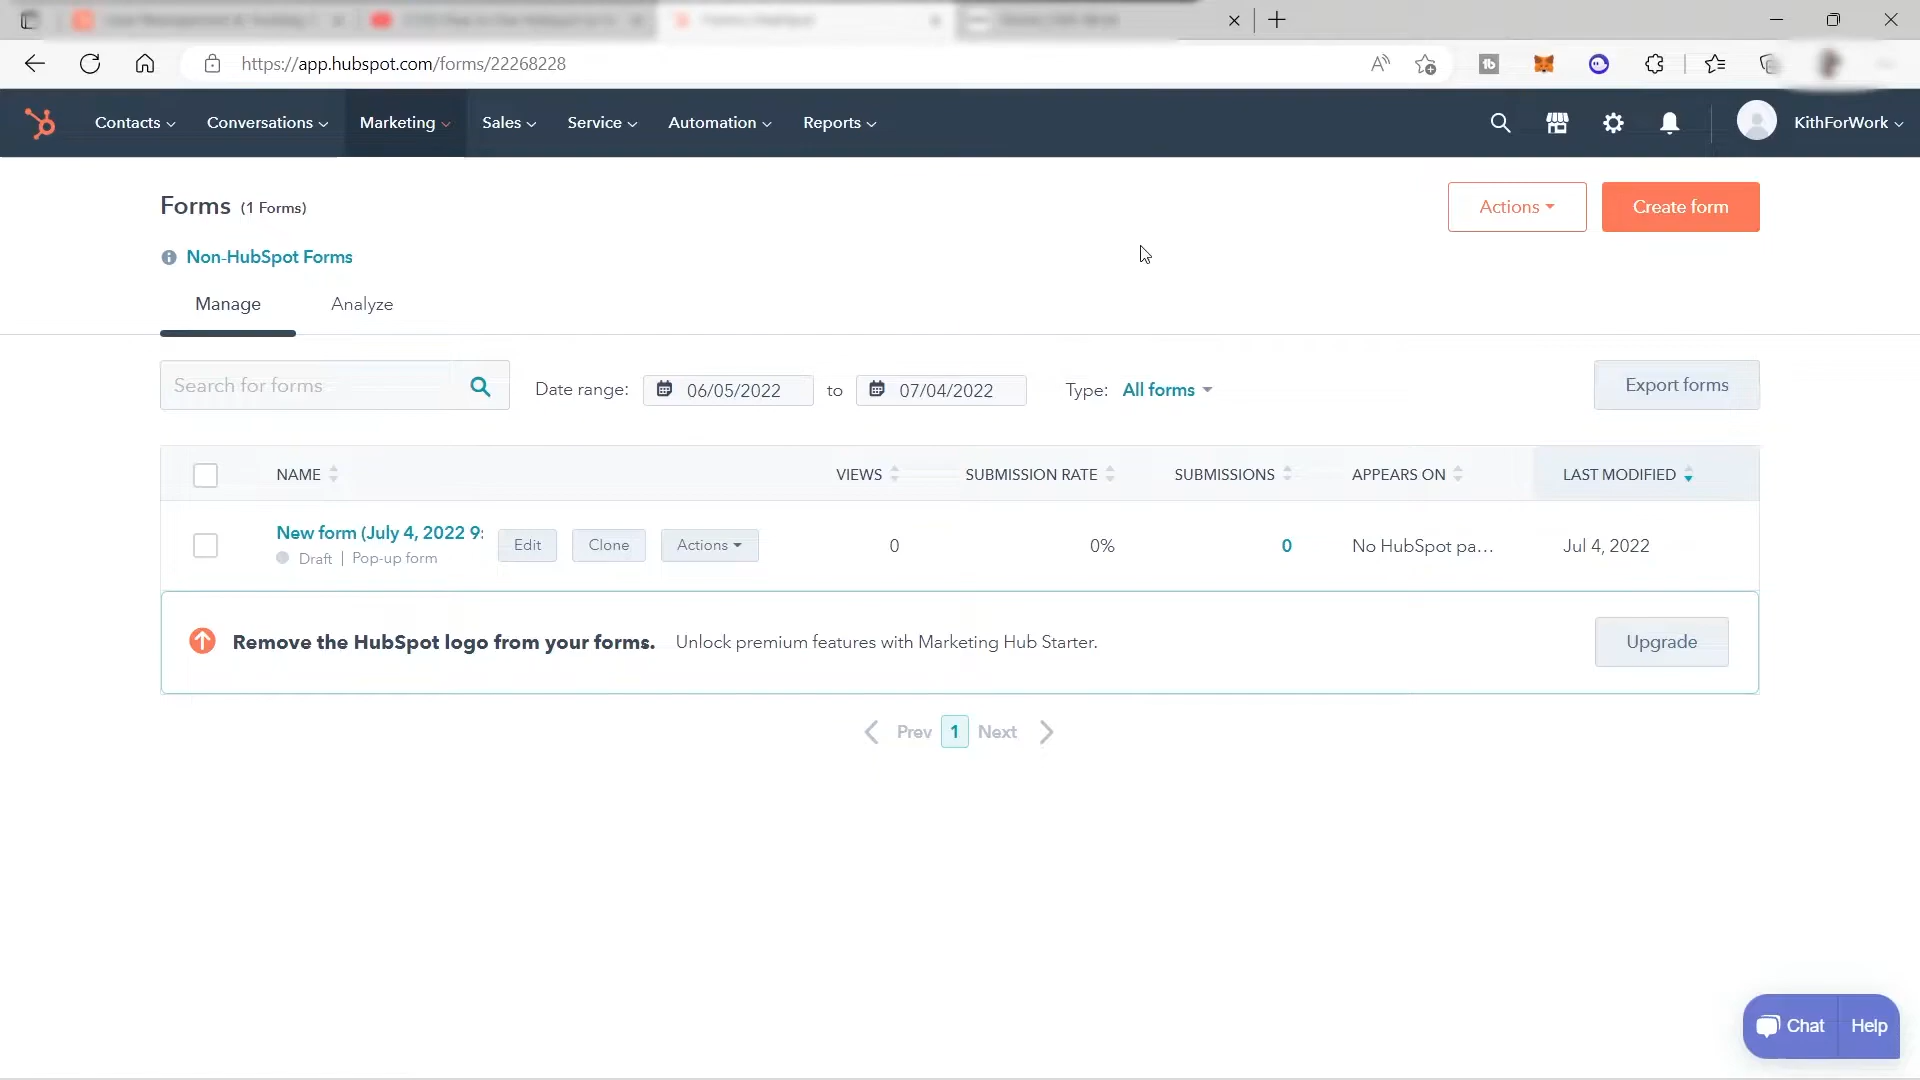 https://app.hubspot.com/forms/22268228
Contacts Conversations Marketing Sales Service Automation Reports KithForWork
Forms (1 Forms) Actions Create form
Non-HubSpot Forms
Manage Analyze
Search for forms Date range: 06/05/2022 to 07/04/2022 Type: All forms Export forms
NAME VIEWS SUBMISSION RATE SUBMISSIONS APPEARS ON LAST MODIFIED
New form (July 4, 2022 9: Edit Clone Actions 0 0% 0 No HubSpot pa... Jul 4, 2022
Draft | Pop-up form
Remove the HubSpot logo from your forms. Unlock premium features with Marketing Hub Starter. Upgrade
Prev 1 Next
Chat Help